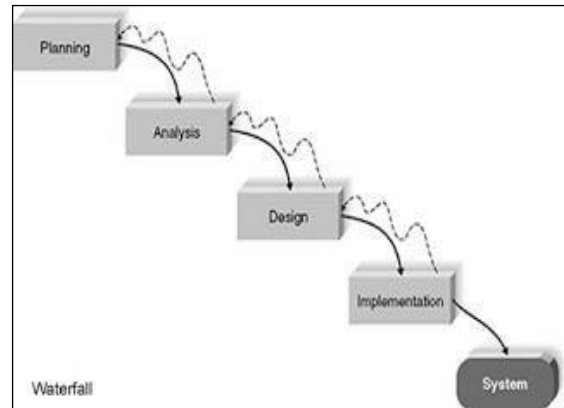 Planning
Analysis
Design
Implementation
System
Waterfall